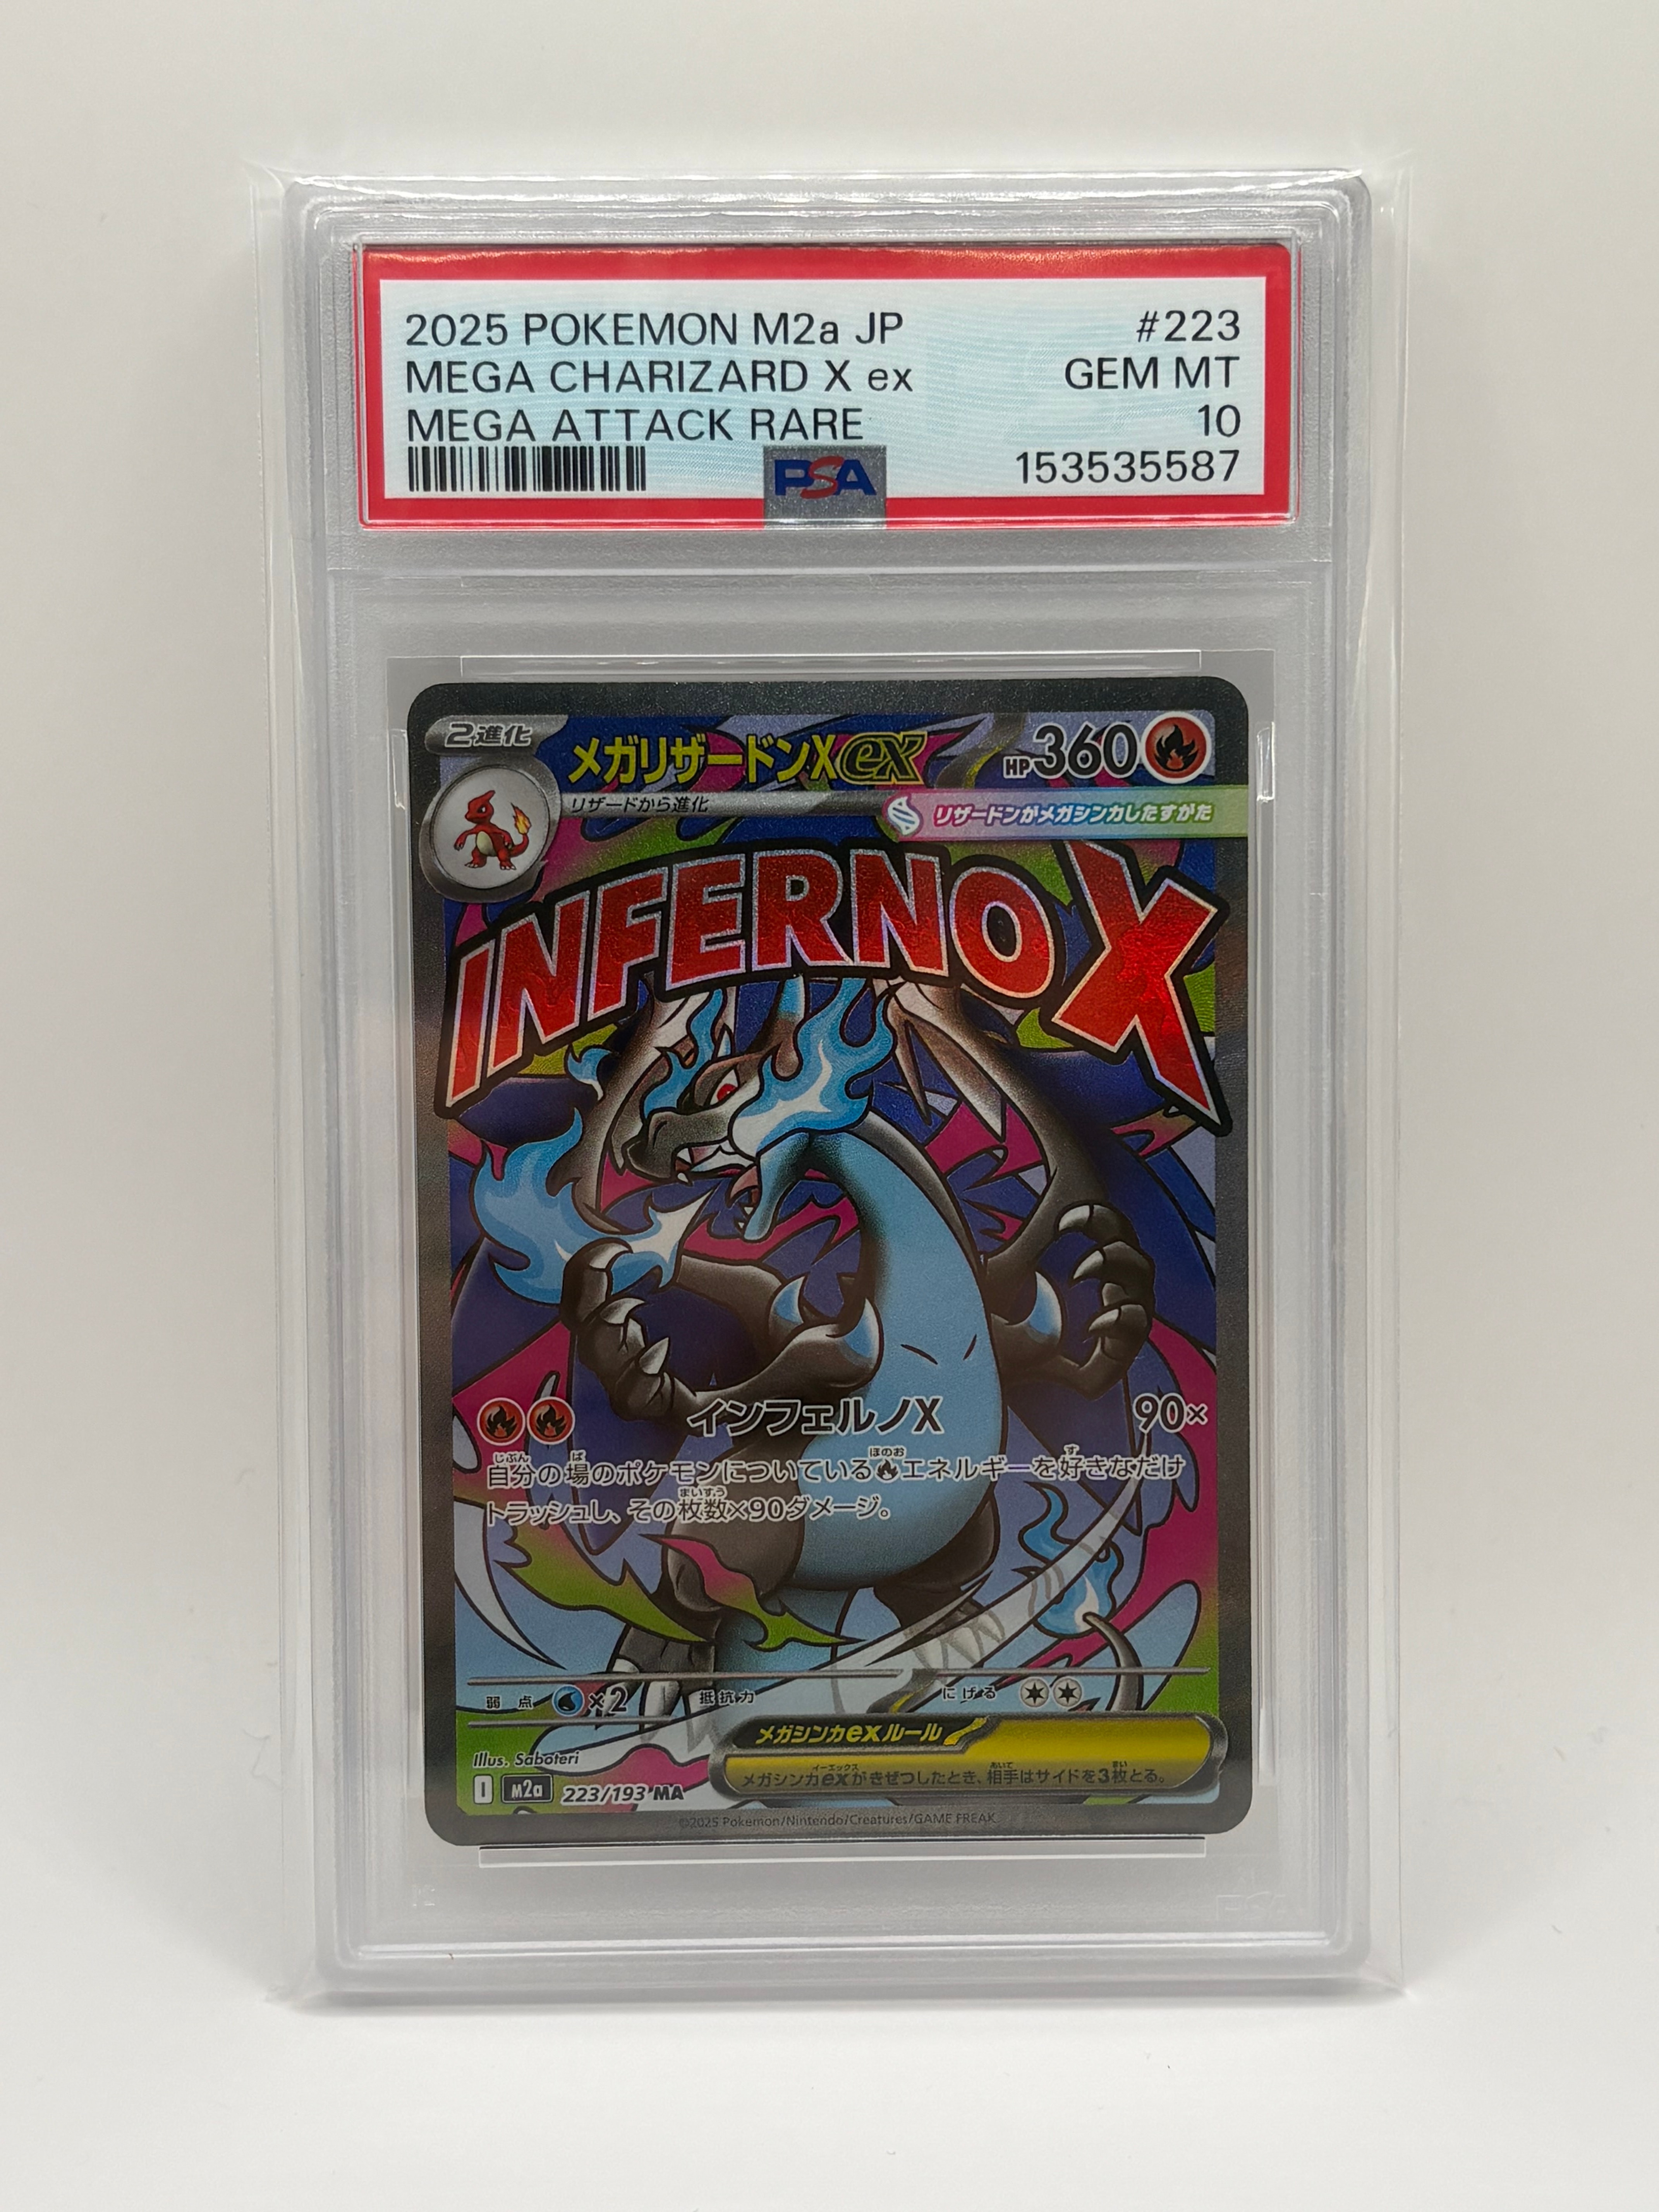 2025 POKEMON M2a JP #223
MEGA CHARIZARD X ex GEM MT
MEGA ATTACK RARE 10
PSA 153535587
2進化
メガリザードンXex HP360
リザードから進化
リザードンがメガシンカしたすがた
INFERNO X
インフェルノX 90×
自分の場のポケモンについているエネルギーを好きなだけ
トラッシュし、その枚数×90ダメージ。
弱点 ×2 抵抗力 にげる
メガシンカexルール
メガシンカexがきぜつしたとき、相手はサイドを3枚とる。
Illus. Saboteri
I M2a 223/193 MA
©2025 Pokémon/Nintendo/Creatures/GAME FREAK